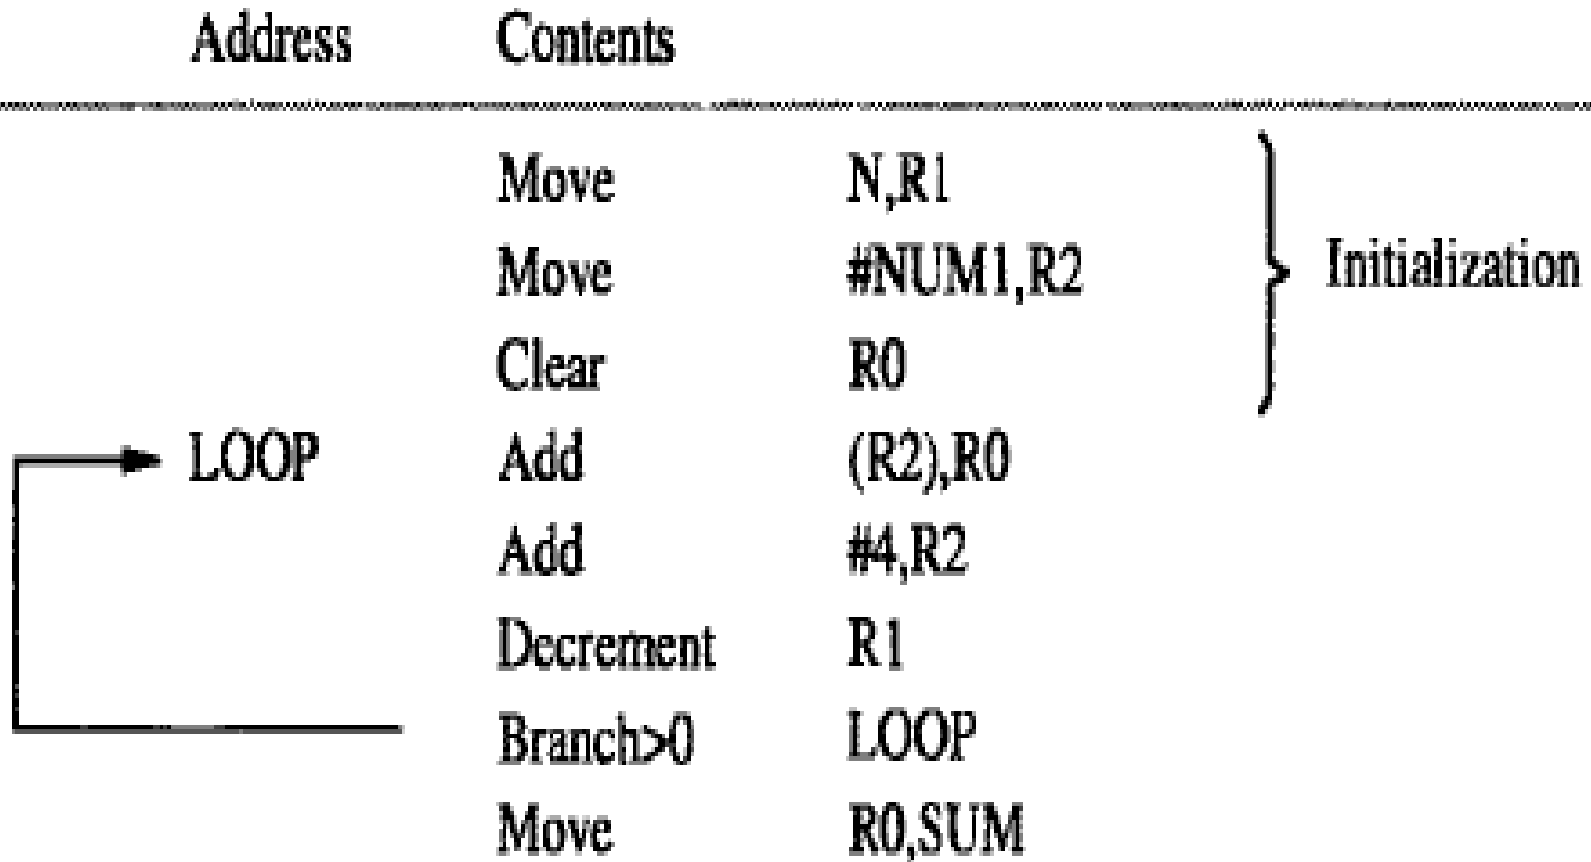 Address Contents
Move N,R1
Move #NUM1,R2
Initialization
Clear R0
LOOP Add (R2),R0
Add #4,R2
Decrement R1
Branch>0 LOOP
Move R0,SUM